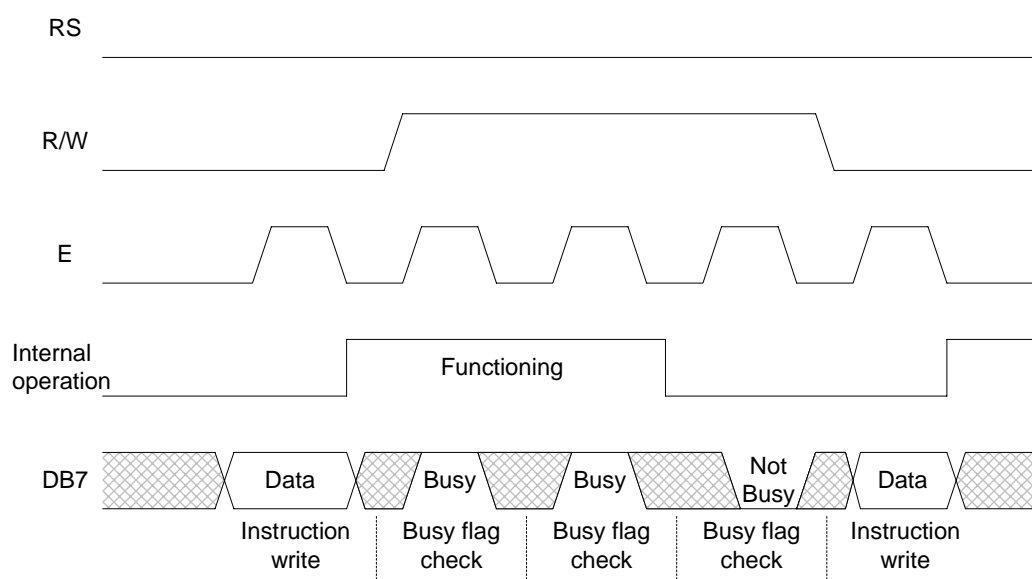 RS
R/W
E
Internal
operation
Functioning
DB7
Data
Busy
Busy
Not
Busy
Data
Instruction
write
Busy flag
check
Busy flag
check
Busy flag
check
Instruction
write